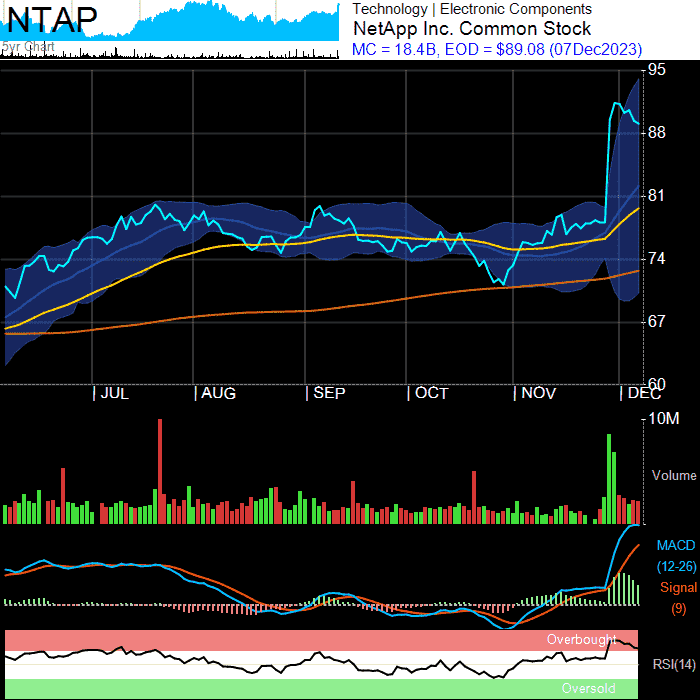 NTAP
5yr Chart
Technology | Electronic Components
NetApp Inc. Common Stock
MC = 18.4B, EOD = $89.08 (07Dec2023)
95
88
81
74
67
60
| JUL | AUG | SEP | OCT | NOV | DEC
10M
Volume
MACD
(12-26)
Signal
(9)
Overbought
RSI(14)
Oversold